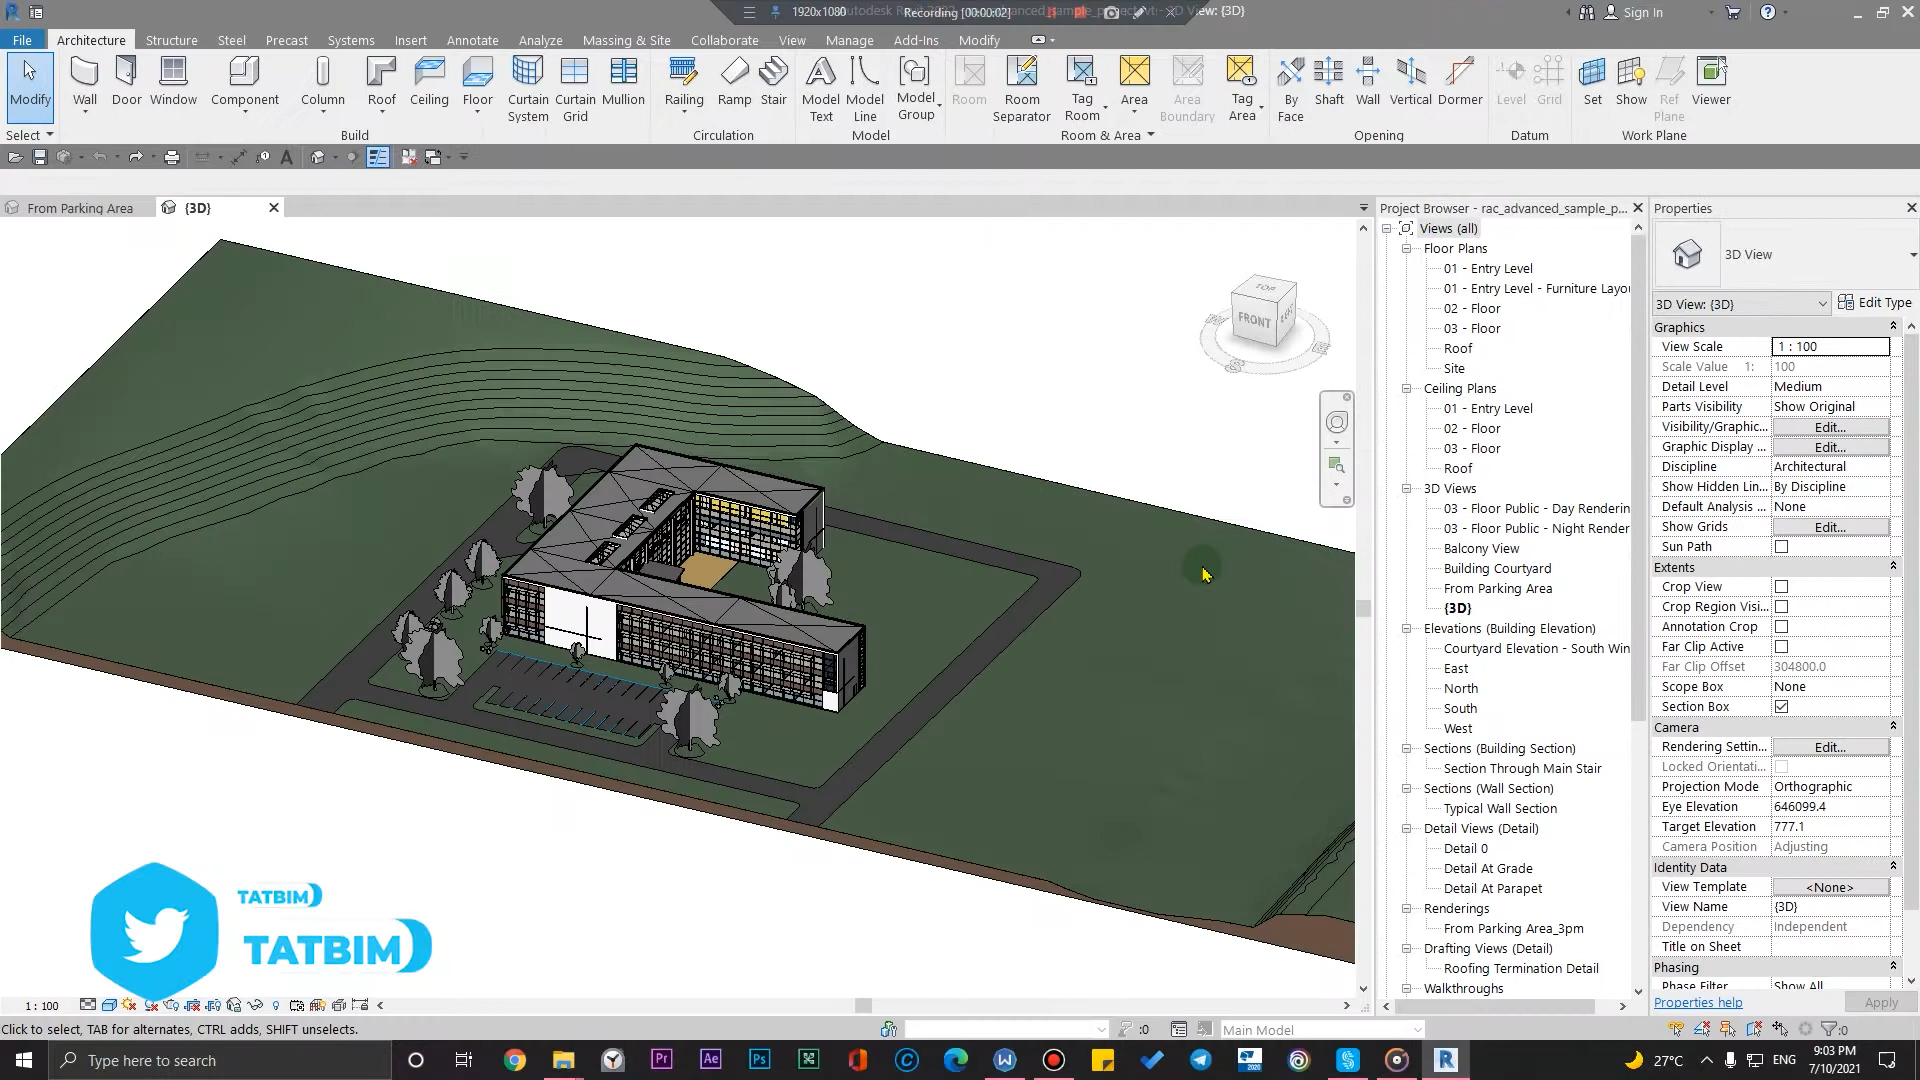 1920x1080
Recording [00:00:02]
View: {3D}
Sign In
File
Architecture
Structure
Steel
Precast
Systems
Insert
Annotate
Analyze
Massing & Site
Collaborate
View
Manage
Add-Ins
Modify
Modify
Wall
Door
Window
Component
Column
Roof
Ceiling
Floor
Curtain System
Curtain Grid
Mullion
Railing
Ramp
Stair
Model Text
Model Line
Model Group
Room
Room Separator
Tag Room
Area
Area Boundary
Tag Area
By Face
Shaft
Wall
Vertical
Dormer
Level
Grid
Set
Show
Ref Plane
Viewer
Select
Build
Circulation
Model
Room & Area
Opening
Datum
Work Plane
From Parking Area
{3D}
TOP
FRONT
Project Browser - rac_advanced_sample_p...
Views (all)
Floor Plans
01 - Entry Level
01 - Entry Level - Furniture Layou
02 - Floor
03 - Floor
Roof
Site
Ceiling Plans
01 - Entry Level
02 - Floor
03 - Floor
Roof
3D Views
03 - Floor Public - Day Renderin
03 - Floor Public - Night Render
Balcony View
Building Courtyard
From Parking Area
{3D}
Elevations (Building Elevation)
Courtyard Elevation - South Win
East
North
South
West
Sections (Building Section)
Section Through Main Stair
Sections (Wall Section)
Typical Wall Section
Detail Views (Detail)
Detail 0
Detail At Grade
Detail At Parapet
Renderings
From Parking Area_3pm
Drafting Views (Detail)
Roofing Termination Detail
Walkthroughs
Properties
3D View
3D View: {3D}
Edit Type
Graphics
View Scale 1 : 100
Scale Value 1: 100
Detail Level Medium
Parts Visibility Show Original
Visibility/Graphic... Edit...
Graphic Display ... Edit...
Discipline Architectural
Show Hidden Lin... By Discipline
Default Analysis ... None
Show Grids Edit...
Sun Path
Extents
Crop View
Crop Region Visi...
Annotation Crop
Far Clip Active
Far Clip Offset 304800.0
Scope Box None
Section Box
Camera
Rendering Settin... Edit...
Locked Orientati...
Projection Mode Orthographic
Eye Elevation 646099.4
Target Elevation 777.1
Camera Position Adjusting
Identity Data
View Template <None>
View Name {3D}
Dependency Independent
Title on Sheet
Phasing
Phase Filter Show All
Properties help
Apply
TATBIM
TATBIM
1 : 100
Click to select, TAB for alternates, CTRL adds, SHIFT unselects.
:0
Main Model
:0
Type here to search
27°C
ENG
9:03 PM
7/10/2021